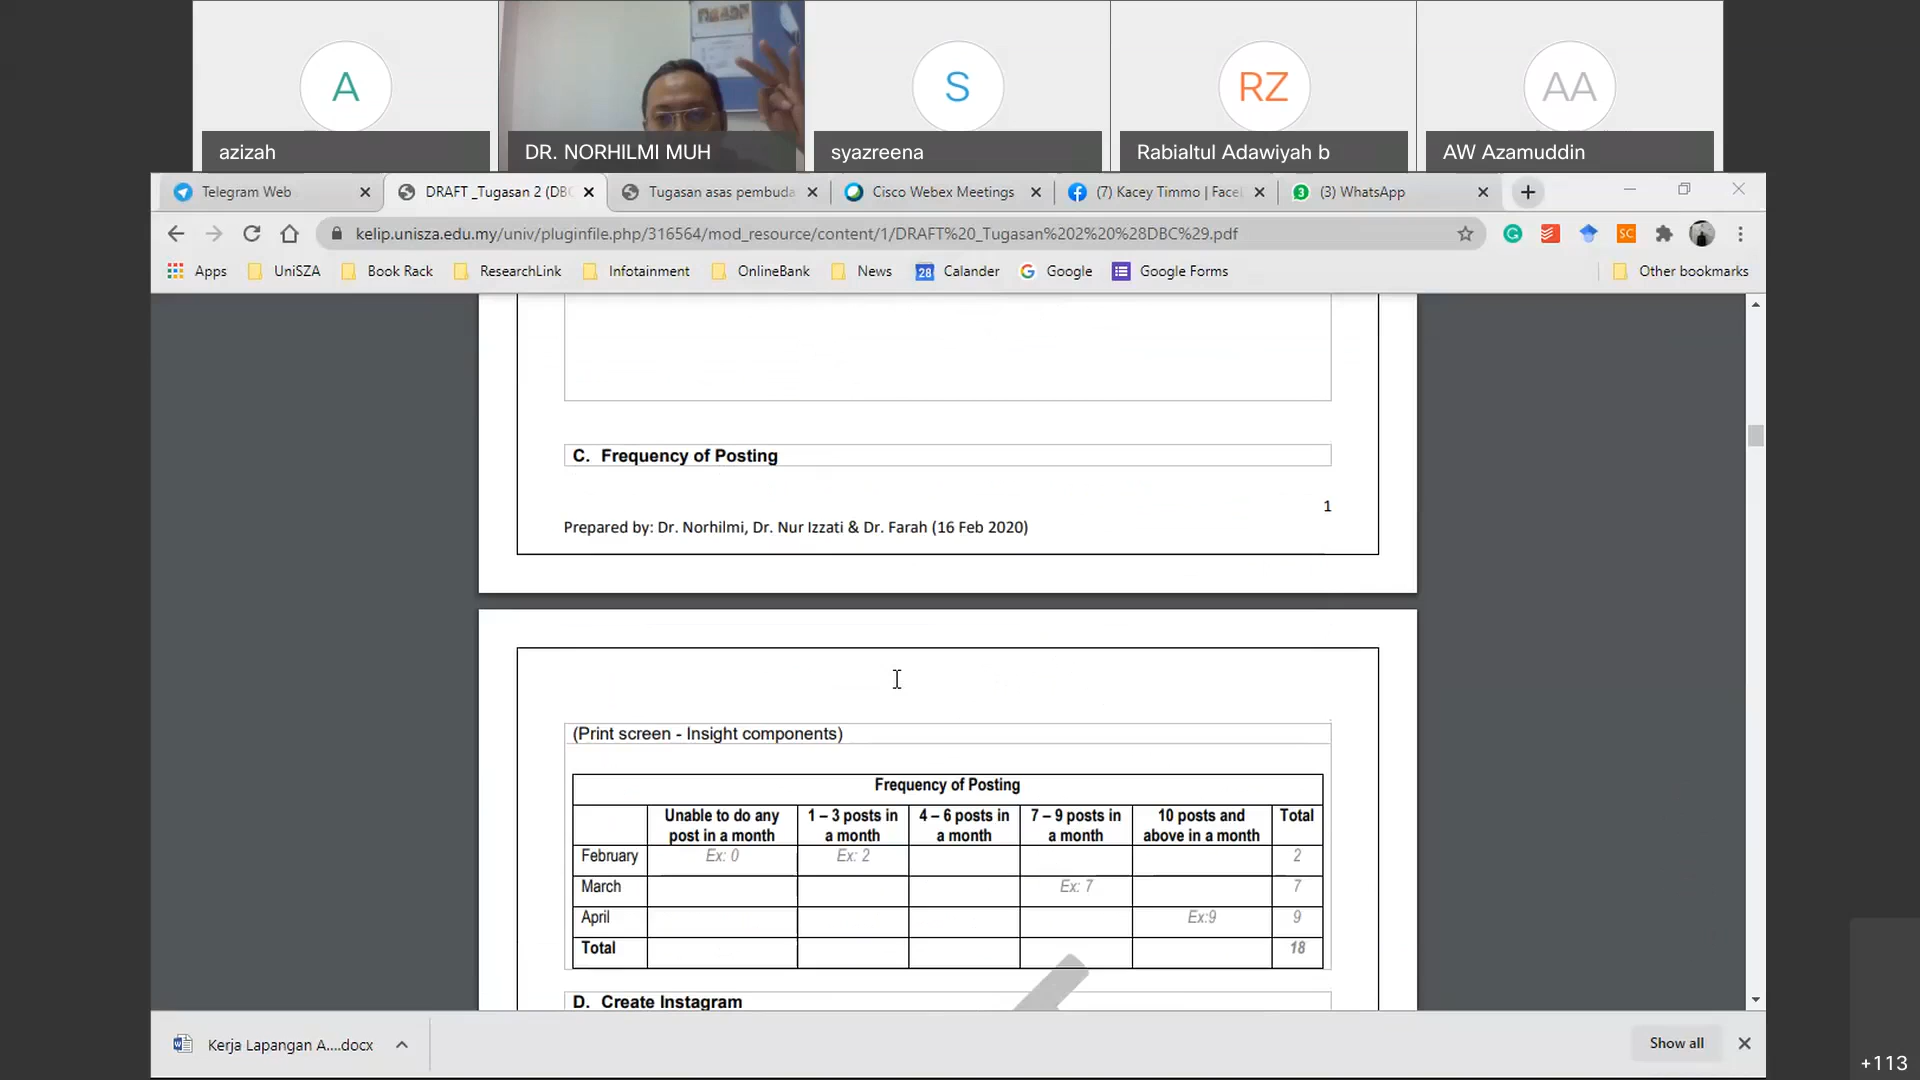 A
S
RZ
AA
azizah
DR. NORHILMI MUH
syazreena
Rabialtul Adawiyah b
AW Azamuddin
Telegram Web
DRAFT _Tugasan 2 (DBC
Tugasan asas pembuda
Cisco Webex Meetings
(7) Kacey Timmo | Face
3
(3) WhatsApp
kelip.unisza.edu.my/univ/pluginfile.php/316564/mod_resource/content/1/DRAFT%20_Tugasan%202%20%28DBC%29.pdf
SC
Apps
UniSZA
Book Rack
ResearchLink
Infotainment
OnlineBank
News
28
Calander
Google
Google Forms
Other bookmarks
C. Frequency of Posting
1
Prepared by: Dr. Norhilmi, Dr. Nur Izzati & Dr. Farah (16 Feb 2020)
(Print screen - Insight components)
Frequency of Posting
Unable to do any post in a month 1 – 3 posts in a month 4 – 6 posts in a month 7 – 9 posts in a month 10 posts and above in a month Total
February Ex: 0 Ex: 2 2
March Ex: 7 7
April Ex:9 9
Total 18
D. Create Instagram
Kerja Lapangan A....docx
Show all
+113